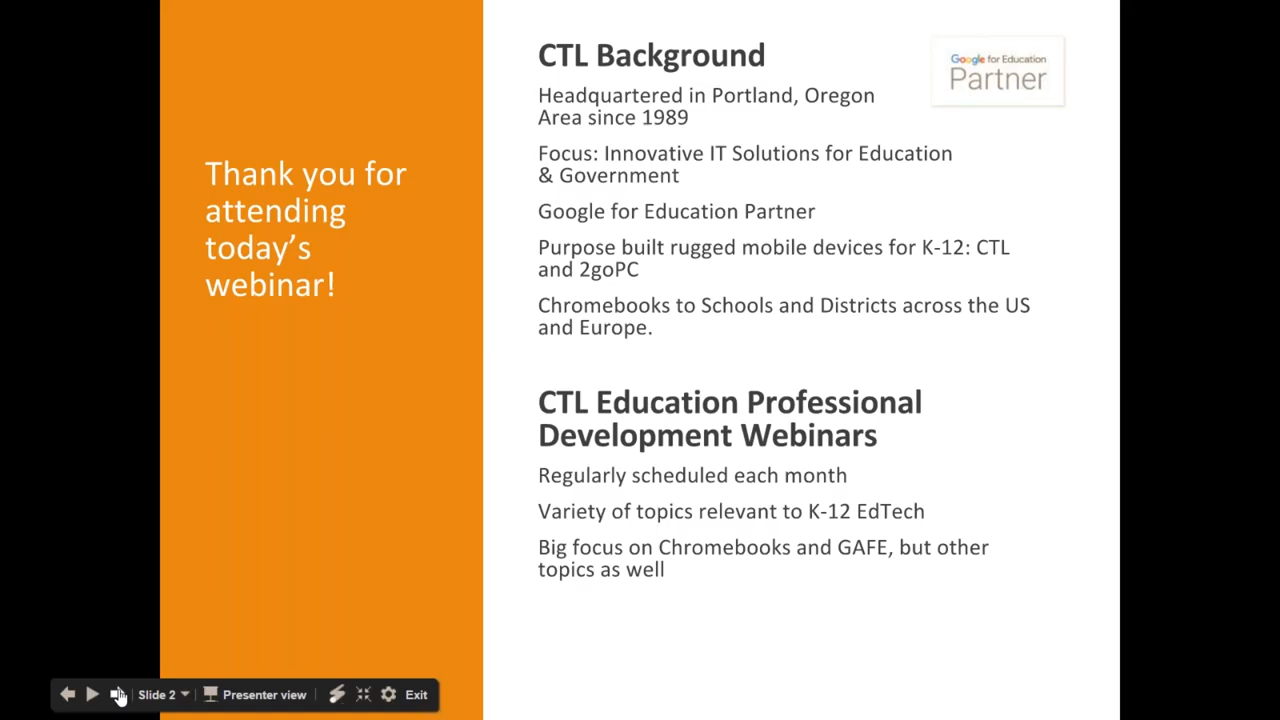 Thank you for
attending
today’s
webinar!
CTL Background
Google for Education
Partner
Headquartered in Portland, Oregon
Area since 1989
Focus: Innovative IT Solutions for Education
& Government
Google for Education Partner
Purpose built rugged mobile devices for K-12: CTL
and 2goPC
Chromebooks to Schools and Districts across the US
and Europe.
CTL Education Professional
Development Webinars
Regularly scheduled each month
Variety of topics relevant to K-12 EdTech
Big focus on Chromebooks and GAFE, but other
topics as well
Slide 2
Presenter view
Exit